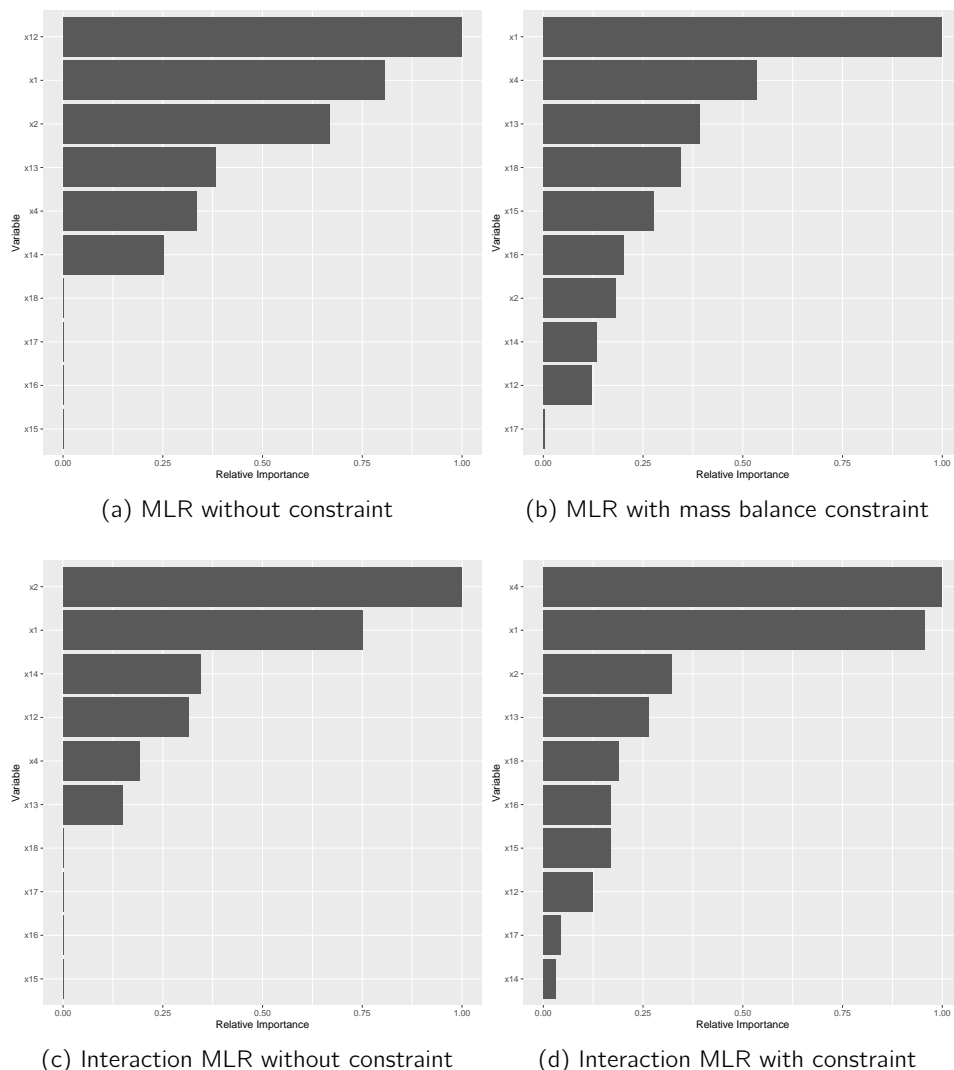 x12
x1
x2
x13
x4
x14
x18
x17
x16
x15
Variable
0.00 0.25 0.50 0.75 1.00
Relative Importance
(a) MLR without constraint
x1
x4
x13
x18
x15
x16
x2
x14
x12
x17
Variable
0.00 0.25 0.50 0.75 1.00
Relative Importance
(b) MLR with mass balance constraint
x2
x1
x14
x12
x4
x13
x18
x17
x16
x15
Variable
0.00 0.25 0.50 0.75 1.00
Relative Importance
(c) Interaction MLR without constraint
x4
x1
x2
x13
x18
x16
x15
x12
x17
x14
Variable
0.00 0.25 0.50 0.75 1.00
Relative Importance
(d) Interaction MLR with constraint